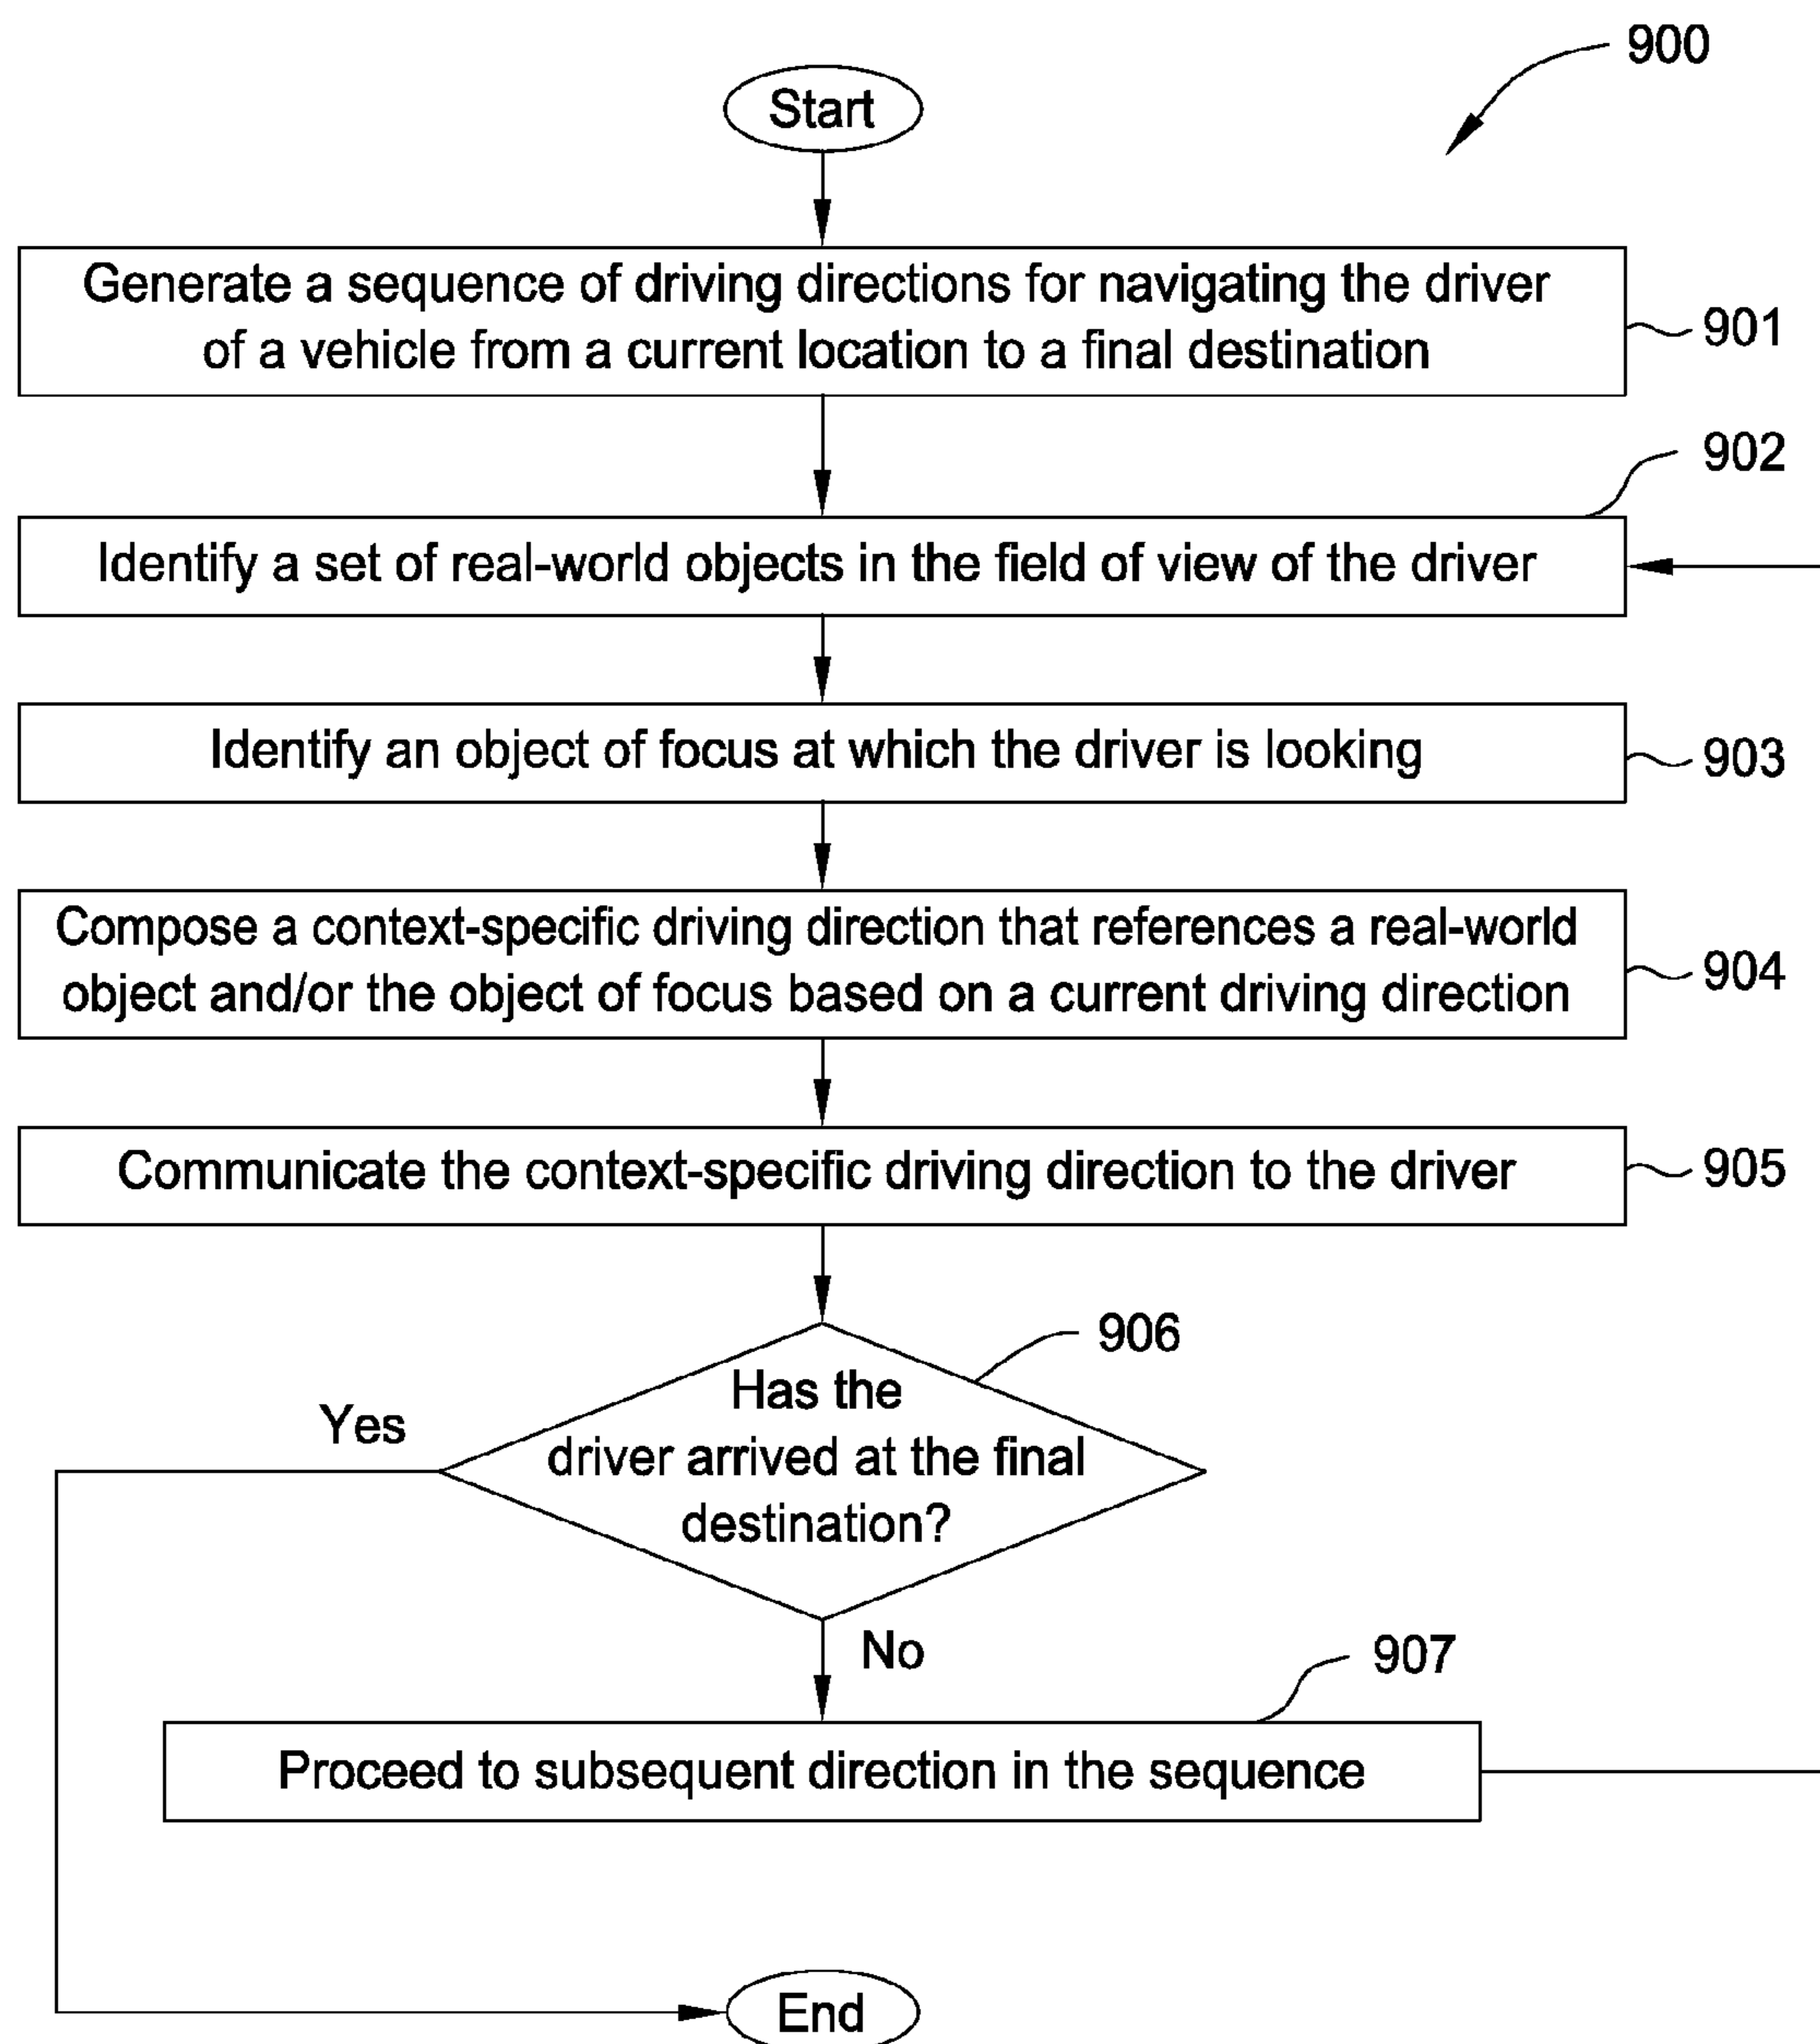 900
Start
Generate a sequence of driving directions for navigating the driver
of a vehicle from a current location to a final destination
901
902
Identify a set of real-world objects in the field of view of the driver
Identify an object of focus at which the driver is looking
903
Compose a context-specific driving direction that references a real-world
object and/or the object of focus based on a current driving direction
904
Communicate the context-specific driving direction to the driver
905
906
Has the
driver arrived at the final
destination?
Yes
No
907
Proceed to subsequent direction in the sequence
End